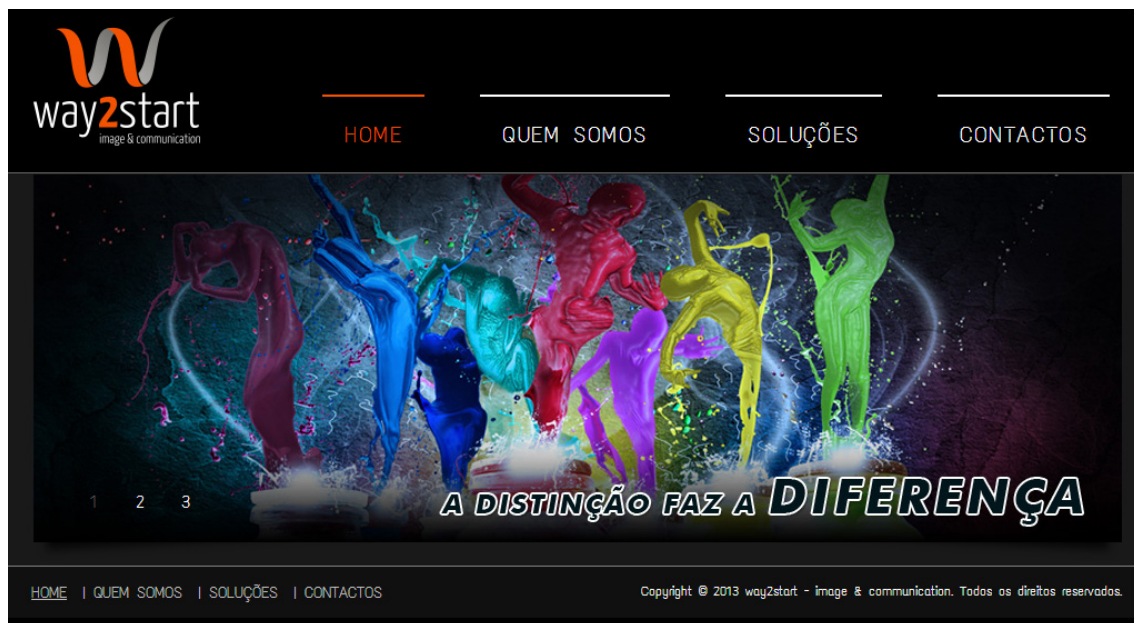 way2start
image & communication
HOME QUEM SOMOS SOLUÇÕES CONTACTOS
1 2 3
A DISTINÇÃO FAZ A DIFERENÇA
HOME | QUEM SOMOS | SOLUÇÕES | CONTACTOS
Copyright © 2013 way2start - image & communication. Todos os direitos reservados.